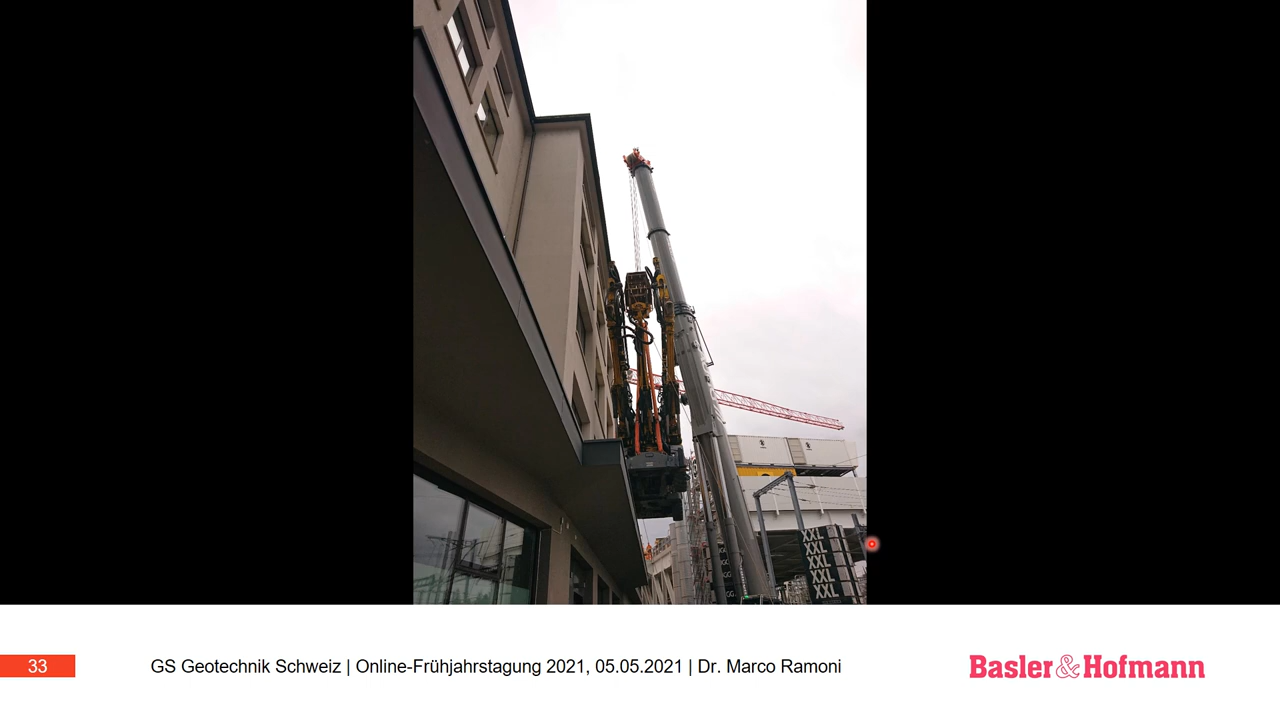 XXL
XXL
XXL
XXL
XXL
33
GS Geotechnik Schweiz | Online-Frühjahrstagung 2021, 05.05.2021 | Dr. Marco Ramoni
Basler&Hofmann